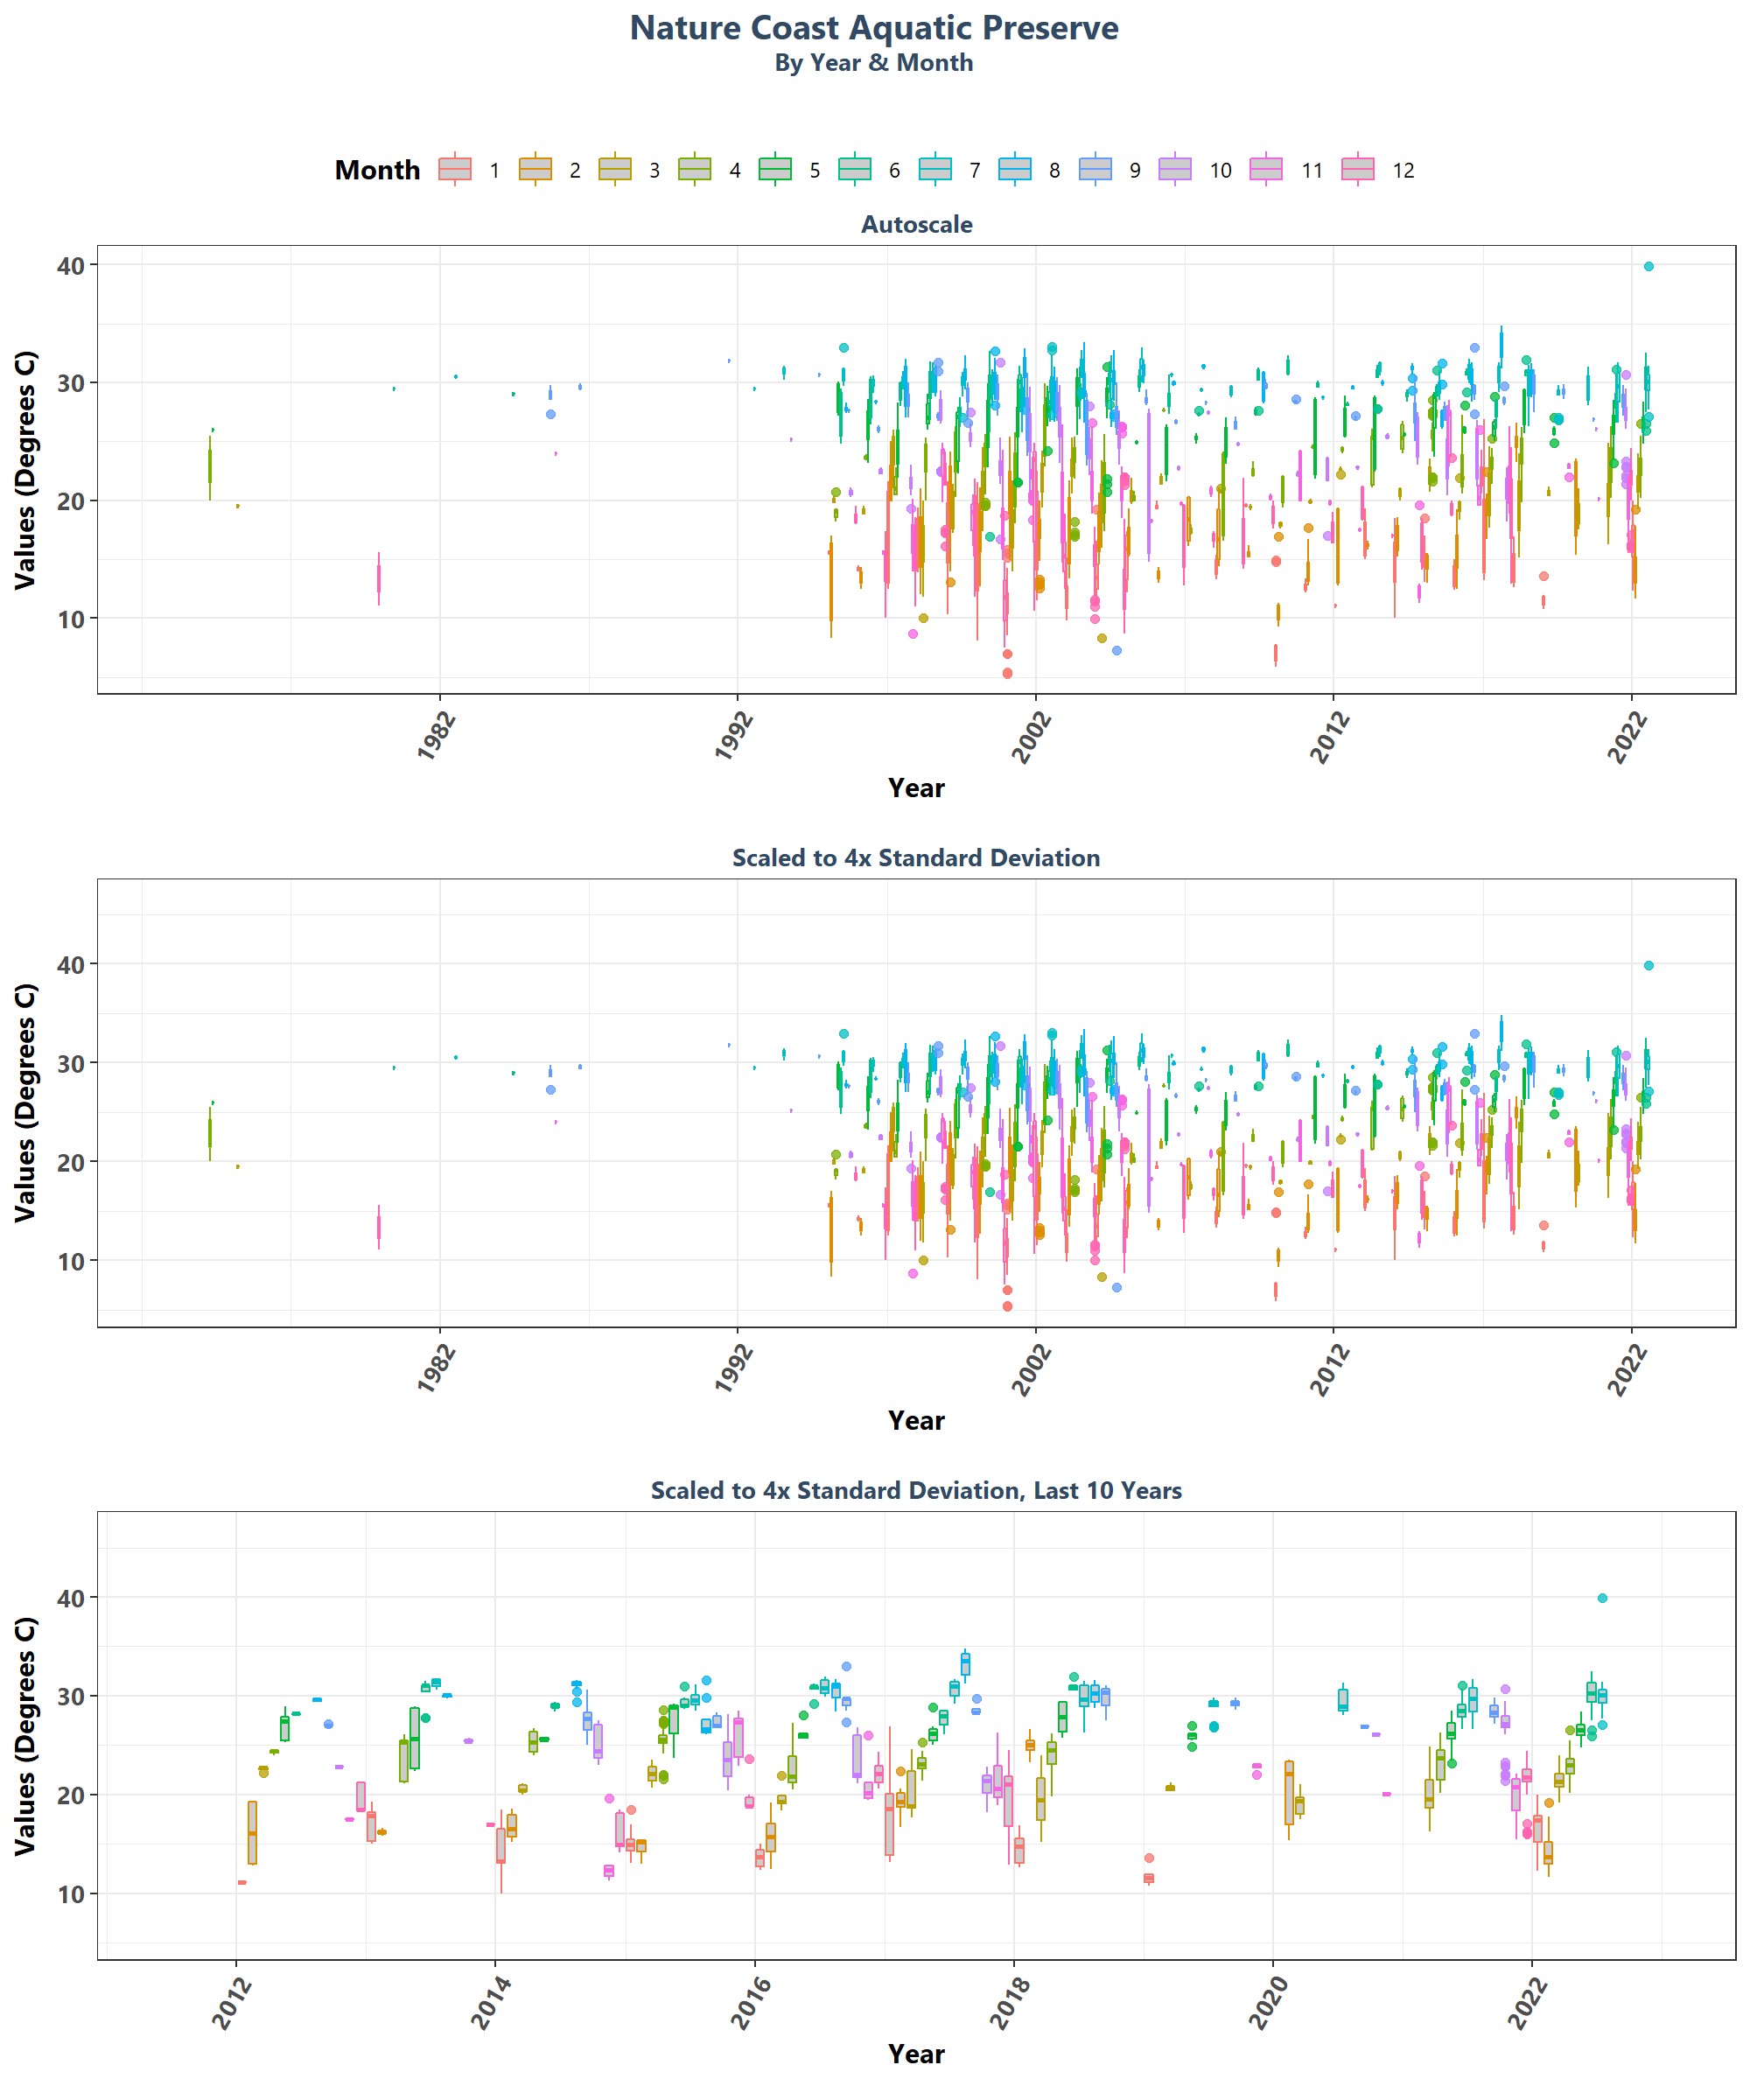 Nature Coast Aquatic Preserve
By Year & Month
Month 1 2 3 4 5 6 7 8 9 10 11 12
Autoscale
Values (Degrees C)
40
30
20
10
1982 1992 2002 2012 2022
Year
Scaled to 4x Standard Deviation
Values (Degrees C)
40
30
20
10
1982 1992 2002 2012 2022
Year
Scaled to 4x Standard Deviation, Last 10 Years
Values (Degrees C)
40
30
20
10
2012 2014 2016 2018 2020 2022
Year